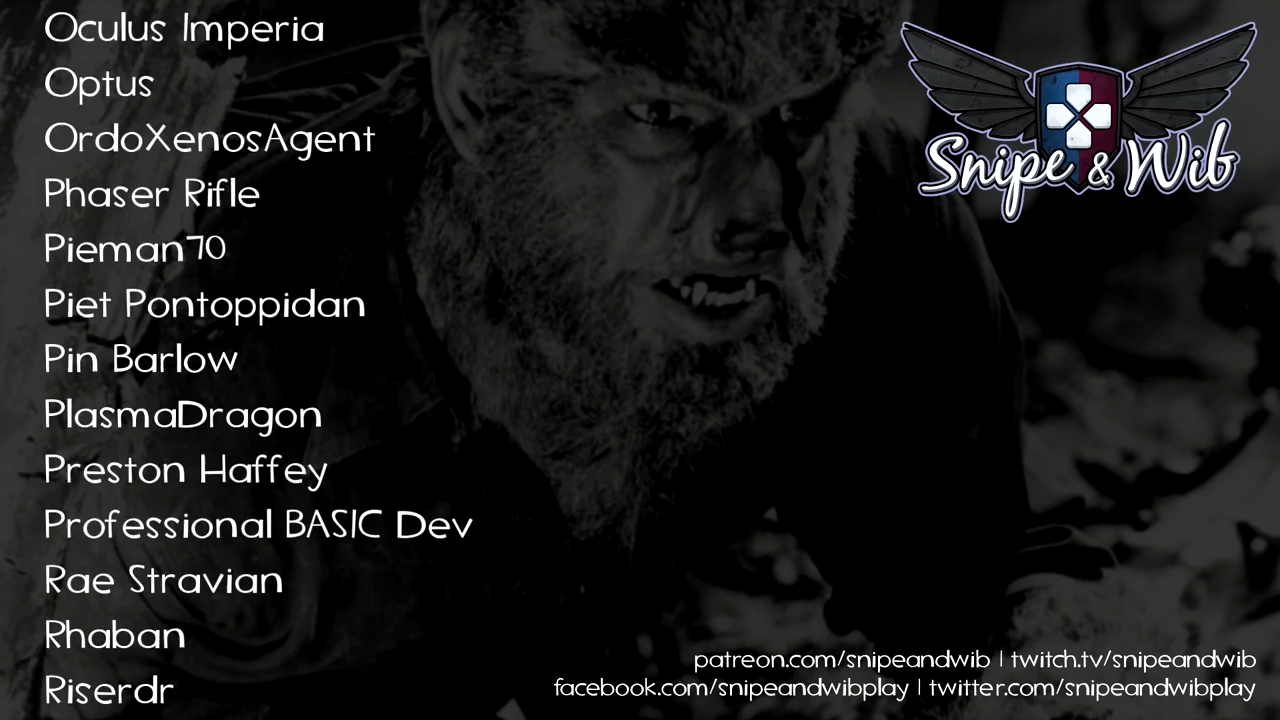 Oculus Imperia
Optus
OrdoXenosAgent
Phaser Rifle
Pieman70
Piet Pontoppidan
Pin Barlow
PlasmaDragon
Preston Haffey
Professional BASIC Dev
Rae Stravian
Rhaban
Riserdr
Snipe & Wib
patreon.com/snipeandwib | twitch.tv/snipeandwib
facebook.com/snipeandwibplay | twitter.com/snipeandwibplay